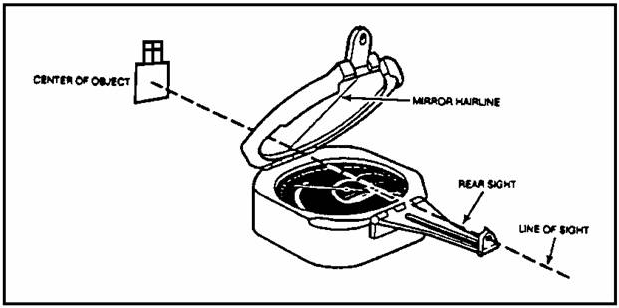 CENTER OF OBJECT
MIRROR HAIRLINE
REAR SIGHT
LINE OF SIGHT